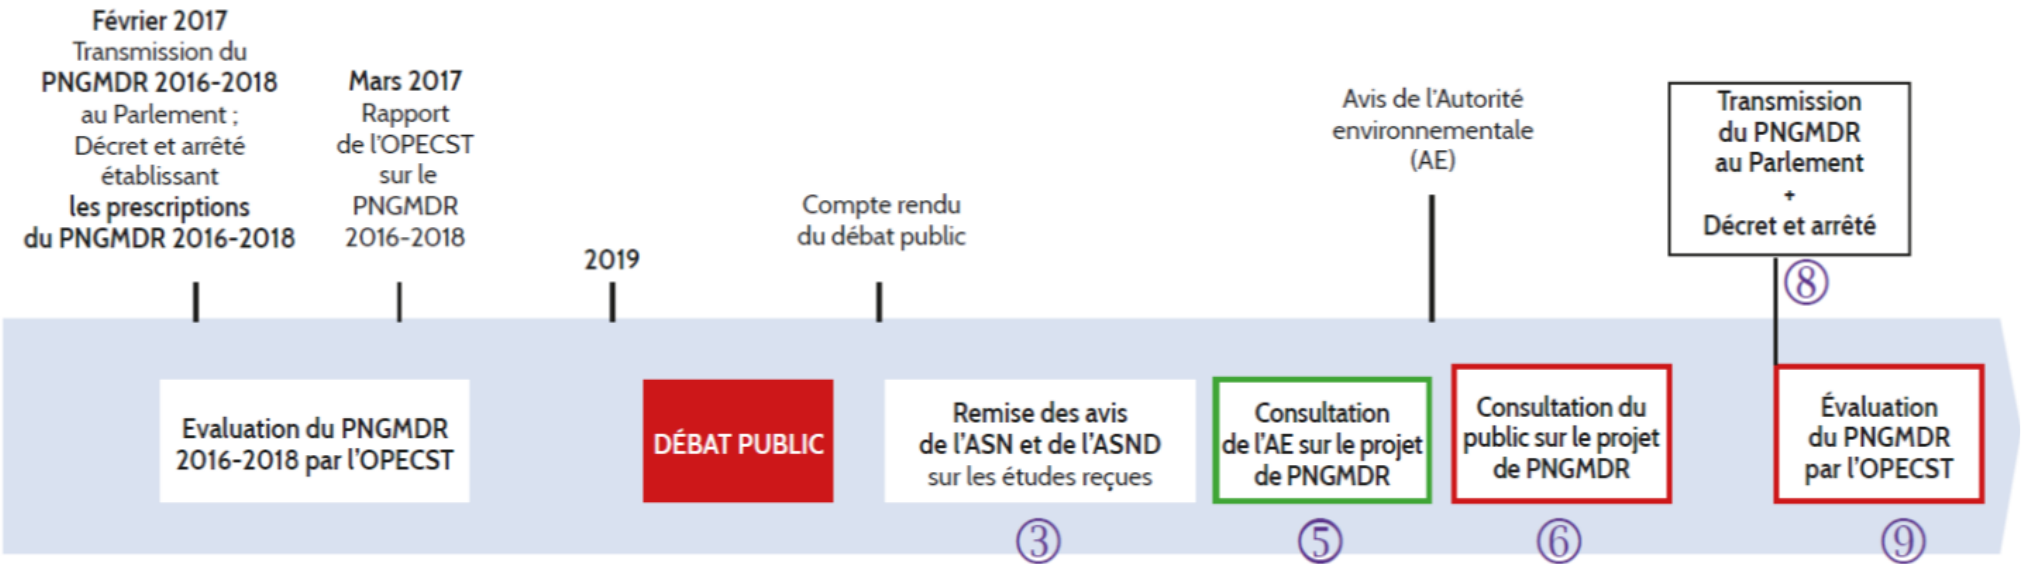 Février 2017
Transmission du
PNGMDR 2016-2018
au Parlement ;
Décret et arrêté
établissant
les prescriptions
du PNGMDR 2016-2018
Mars 2017
Rapport
de l'OPECST
sur le
PNGMDR
2016-2018
2019
Compte rendu
du débat public
Avis de l'Autorité
environnementale
(AE)
Transmission
du PNGMDR
au Parlement
+
Décret et arrêté
⑧
Evaluation du PNGMDR
2016-2018 par l'OPECST
DÉBAT PUBLIC
Remise des avis
de l'ASN et de l'ASND
sur les études reçues
③
Consultation
de l'AE sur le projet
de PNGMDR
⑤
Consultation du
public sur le projet
de PNGMDR
⑥
Évaluation
du PNGMDR
par l'OPECST
⑨